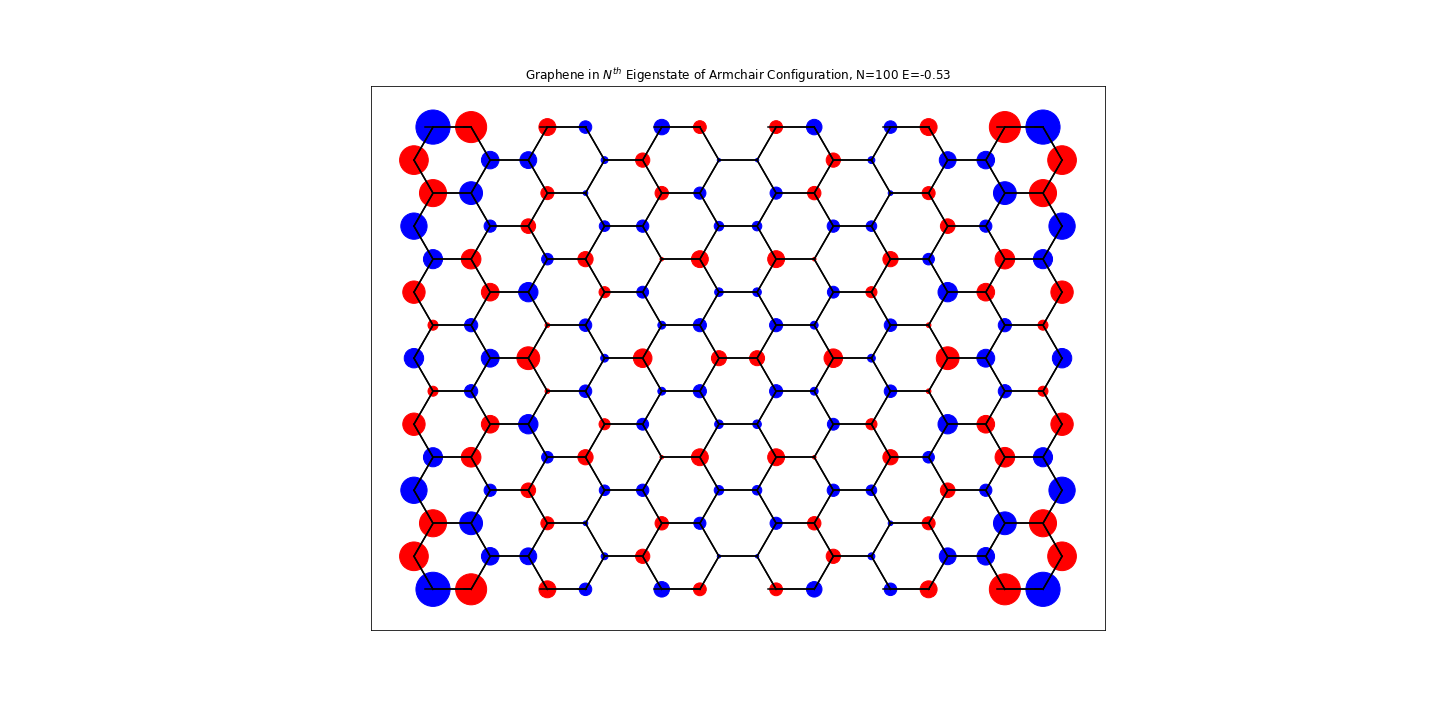 Graphene in N^th Eigenstate of Armchair Configuration, N=100 E=-0.53